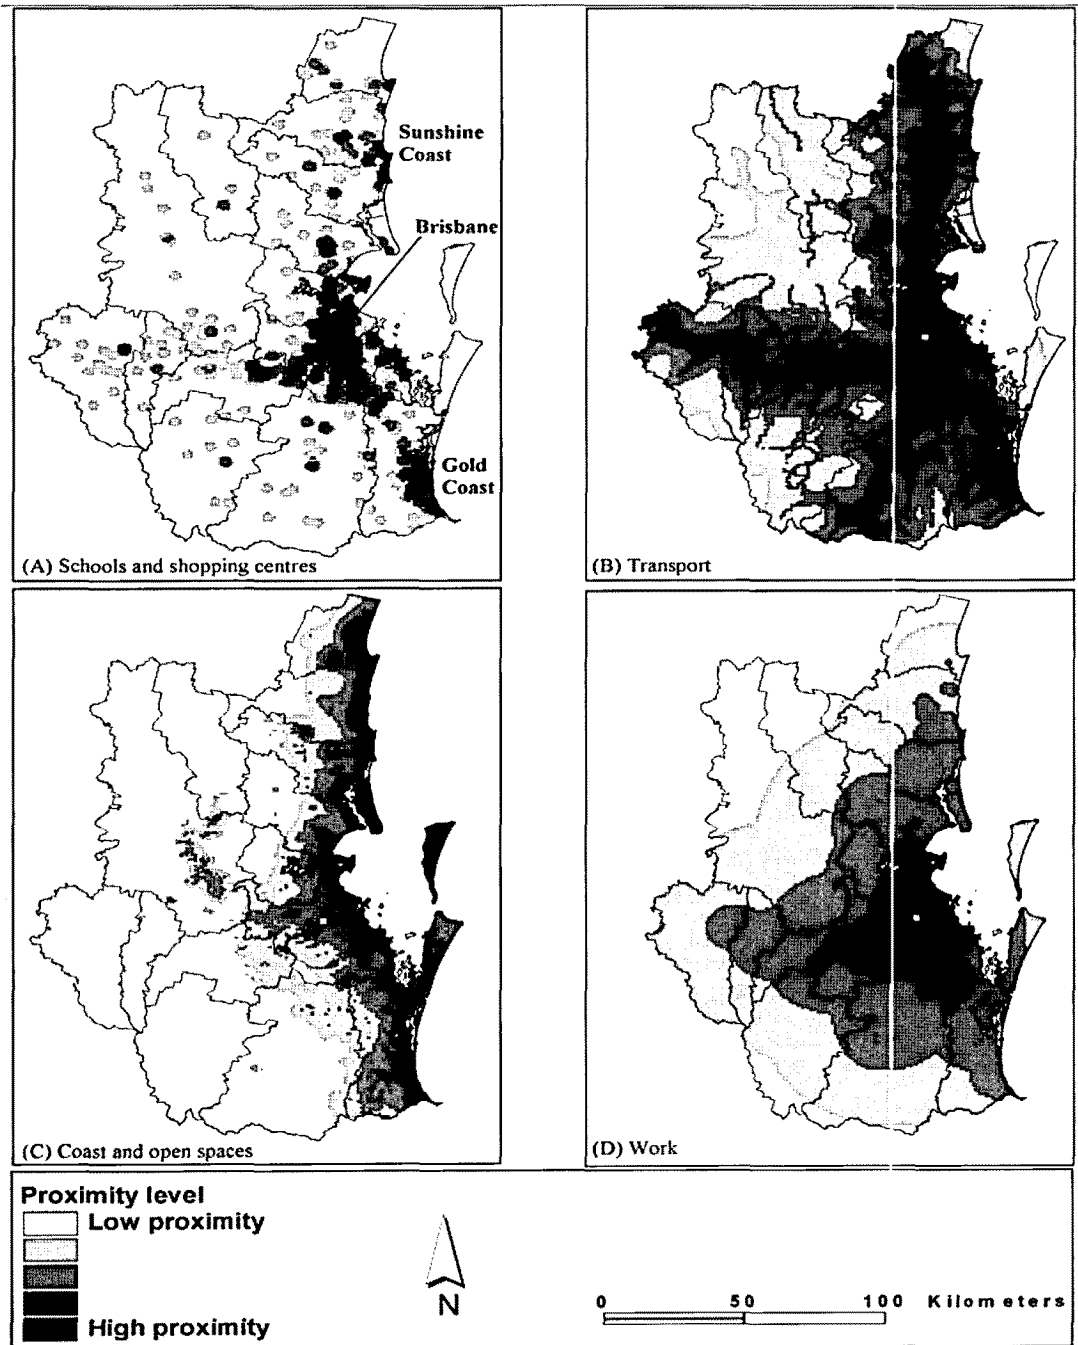 Sunshine
Coast
Brisbane
Gold
Coast
(A) Schools and shopping centres
(B) Transport
(C) Coast and open spaces
(D) Work
Proximity level
Low proximity
High proximity
N
0 50 100 Kilometers